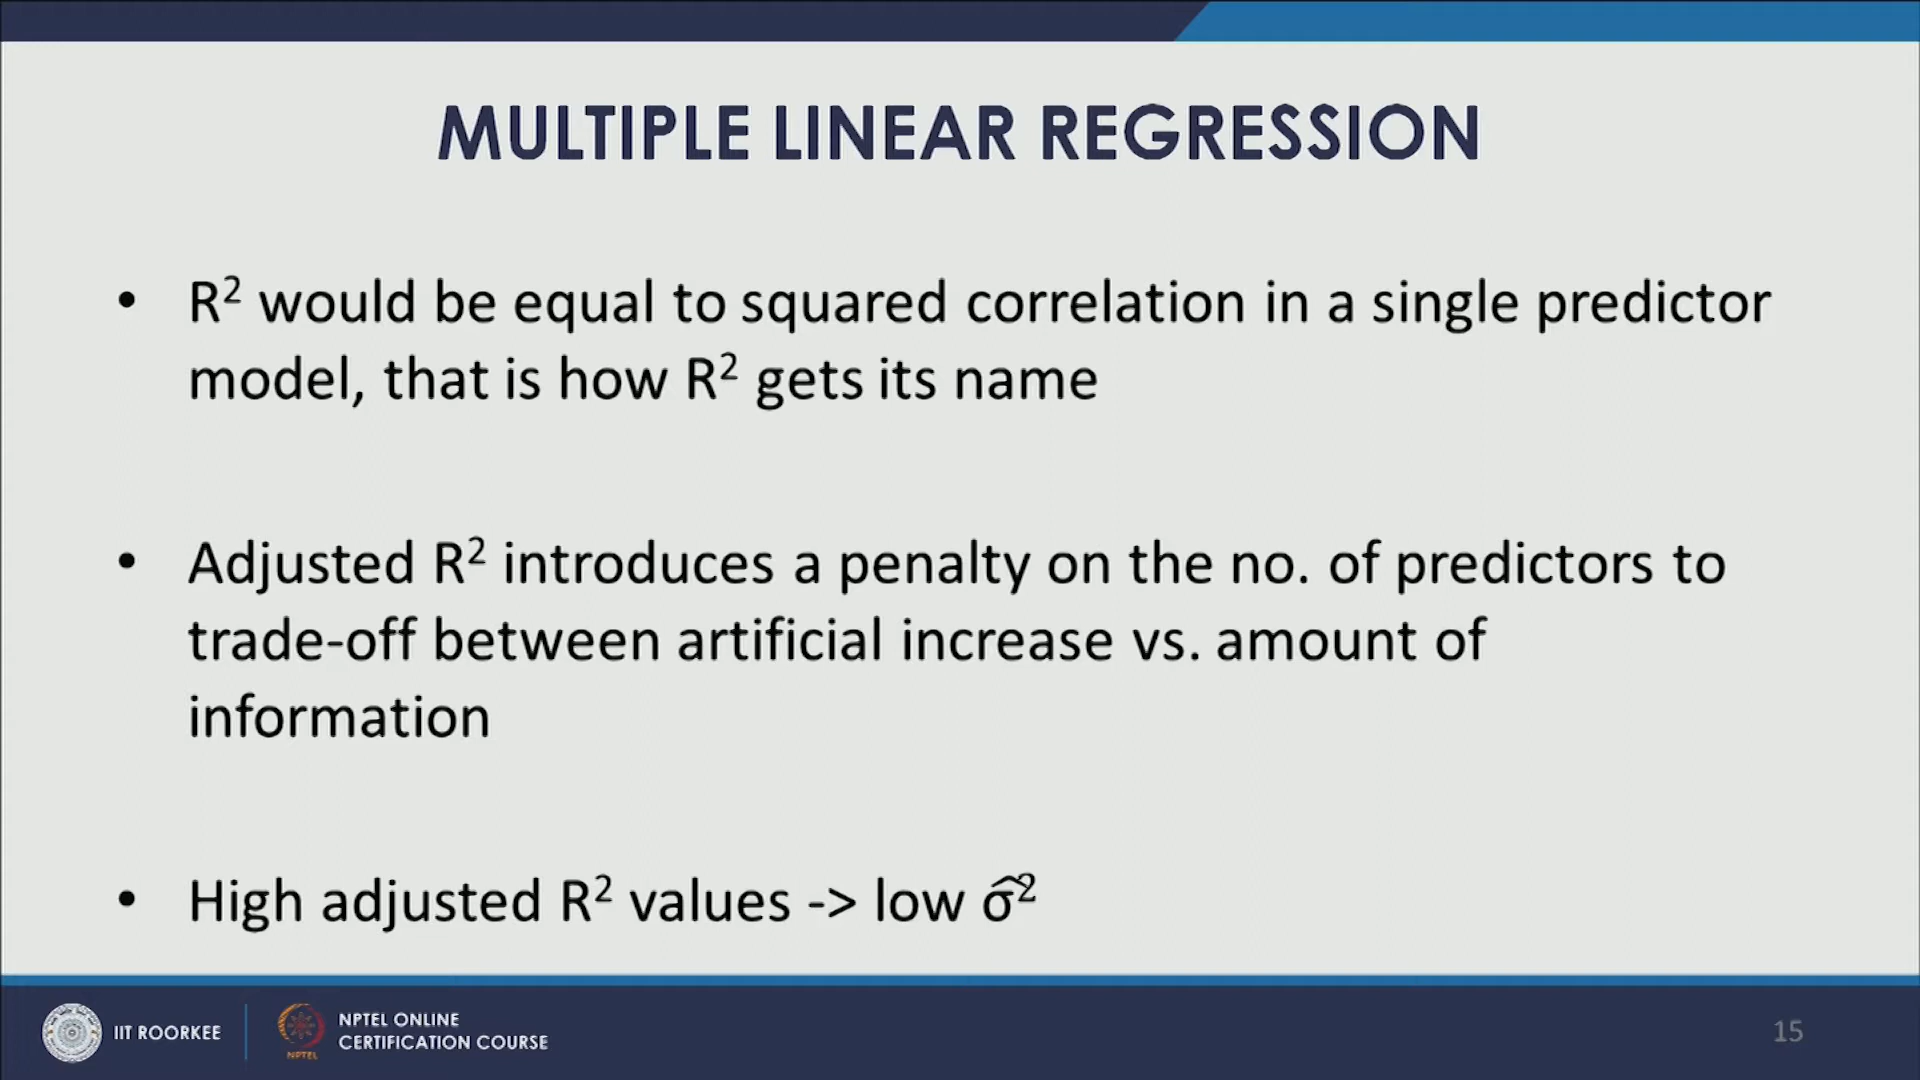 MULTIPLE LINEAR REGRESSION
• R² would be equal to squared correlation in a single predictor
model, that is how R² gets its name
• Adjusted R² introduces a penalty on the no. of predictors to
trade-off between artificial increase vs. amount of
information
• High adjusted R² values -> low σ̂²
IIT ROORKEE
NPTEL
NPTEL ONLINE
CERTIFICATION COURSE
15